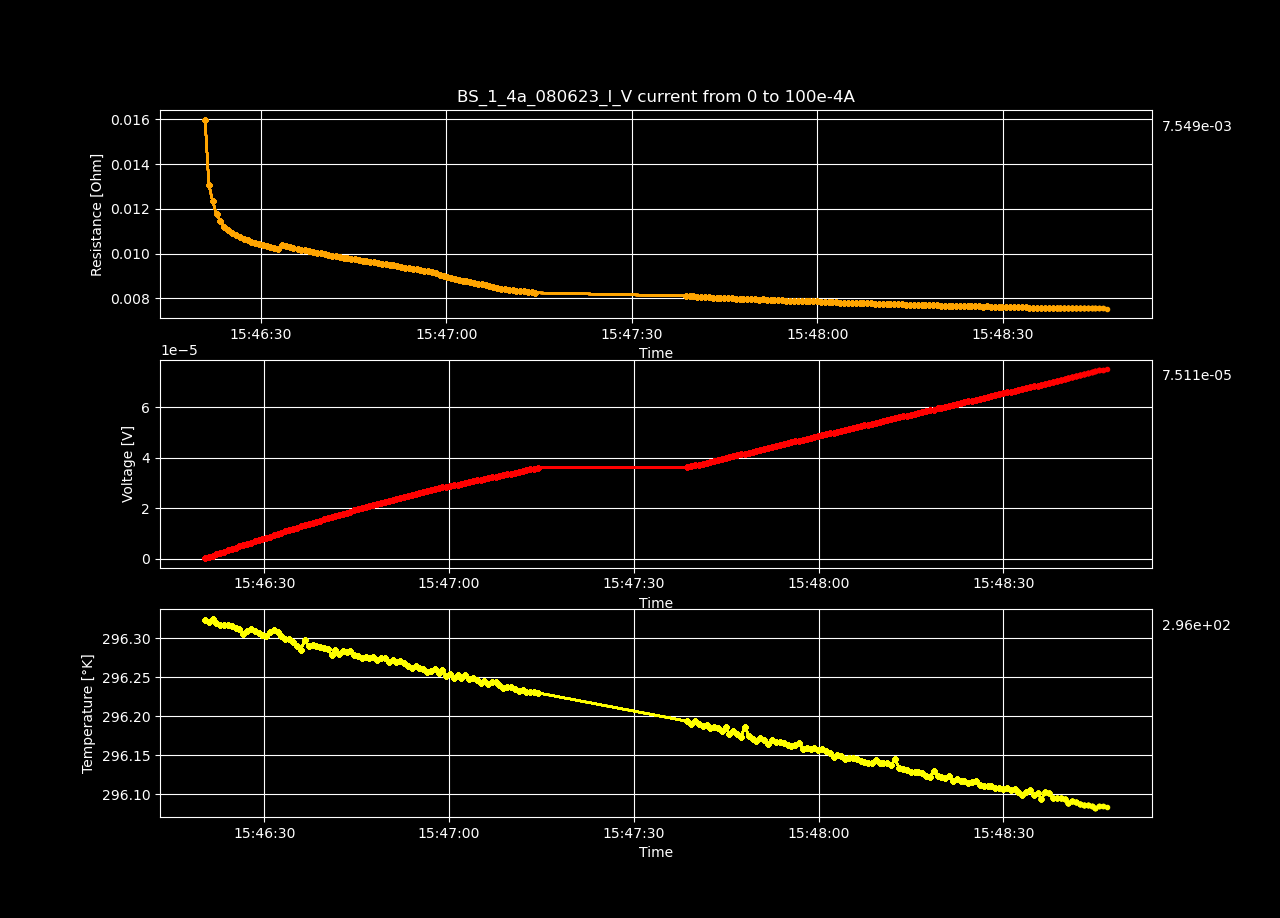 BS_1_4a_080623_I_V current from 0 to 100e-4A
7.549e-03
Resistance [Ohm]
0.016
0.014
0.012
0.010
0.008
15:46:30 15:47:00 15:47:30 15:48:00 15:48:30
Time
1e−5
7.511e-05
Voltage [V]
6
4
2
0
15:46:30 15:47:00 15:47:30 15:48:00 15:48:30
Time
2.96e+02
Temperature [°K]
296.30
296.25
296.20
296.15
296.10
15:46:30 15:47:00 15:47:30 15:48:00 15:48:30
Time